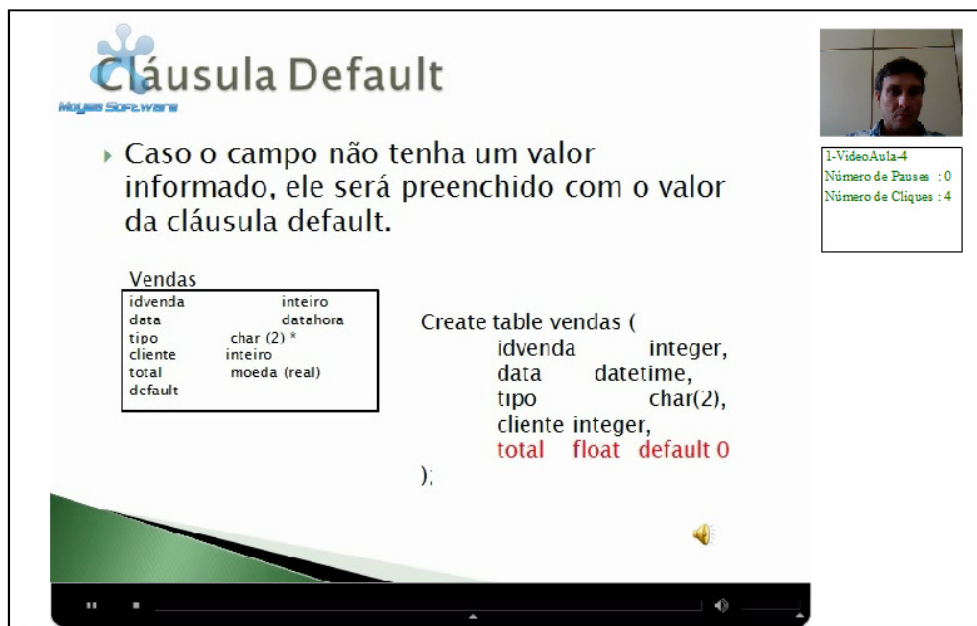 Cláusula Default
Moyses Software
Caso o campo não tenha um valor
informado, ele será preenchido com o valor
da cláusula default.
Vendas
idvenda inteiro
data datahora
tipo char (2) *
cliente inteiro
total moeda (real)
default
Create table vendas (
idvenda integer,
data datetime,
tipo char(2),
cliente integer,
total float default 0
);
1-VideoAula-4
Número de Pauses : 0
Número de Cliques : 4